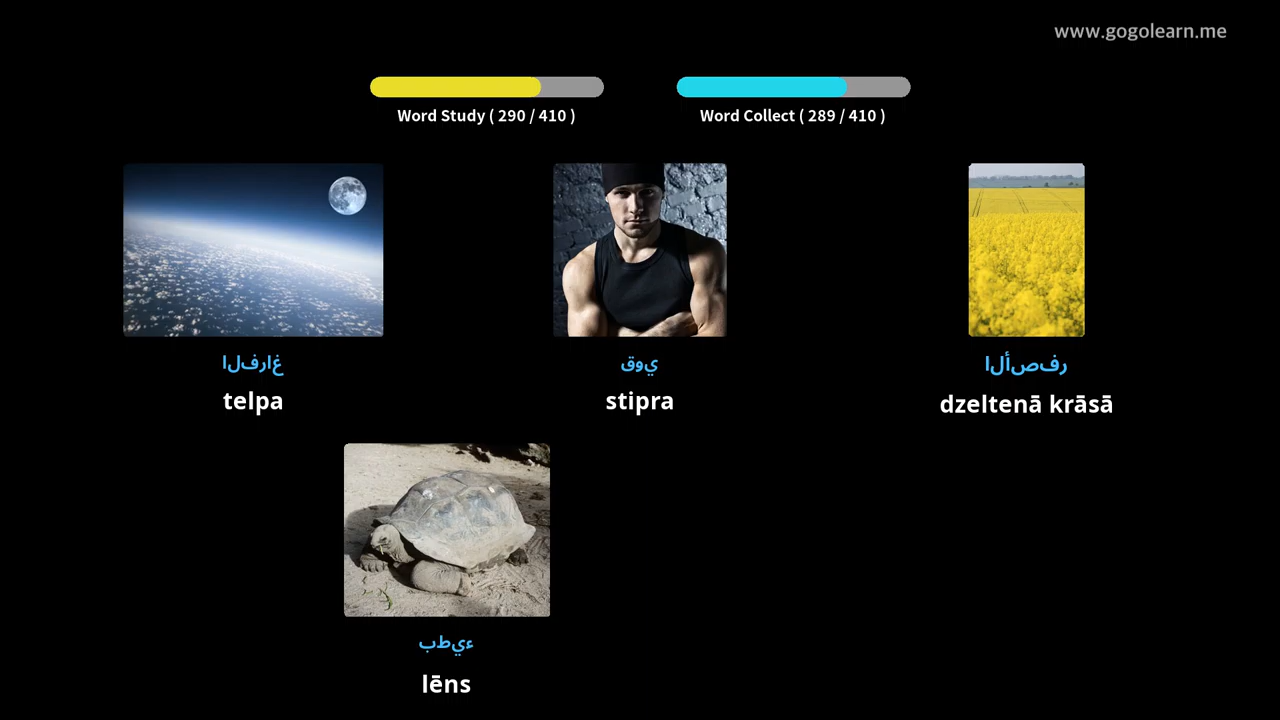 www.gogolearn.me
Word Study ( 290 / 410 )
Word Collect ( 289 / 410 )
الفراغ
telpa
قوي
stipra
الأصفر
dzeltenā krāsā
بطيء
lēns